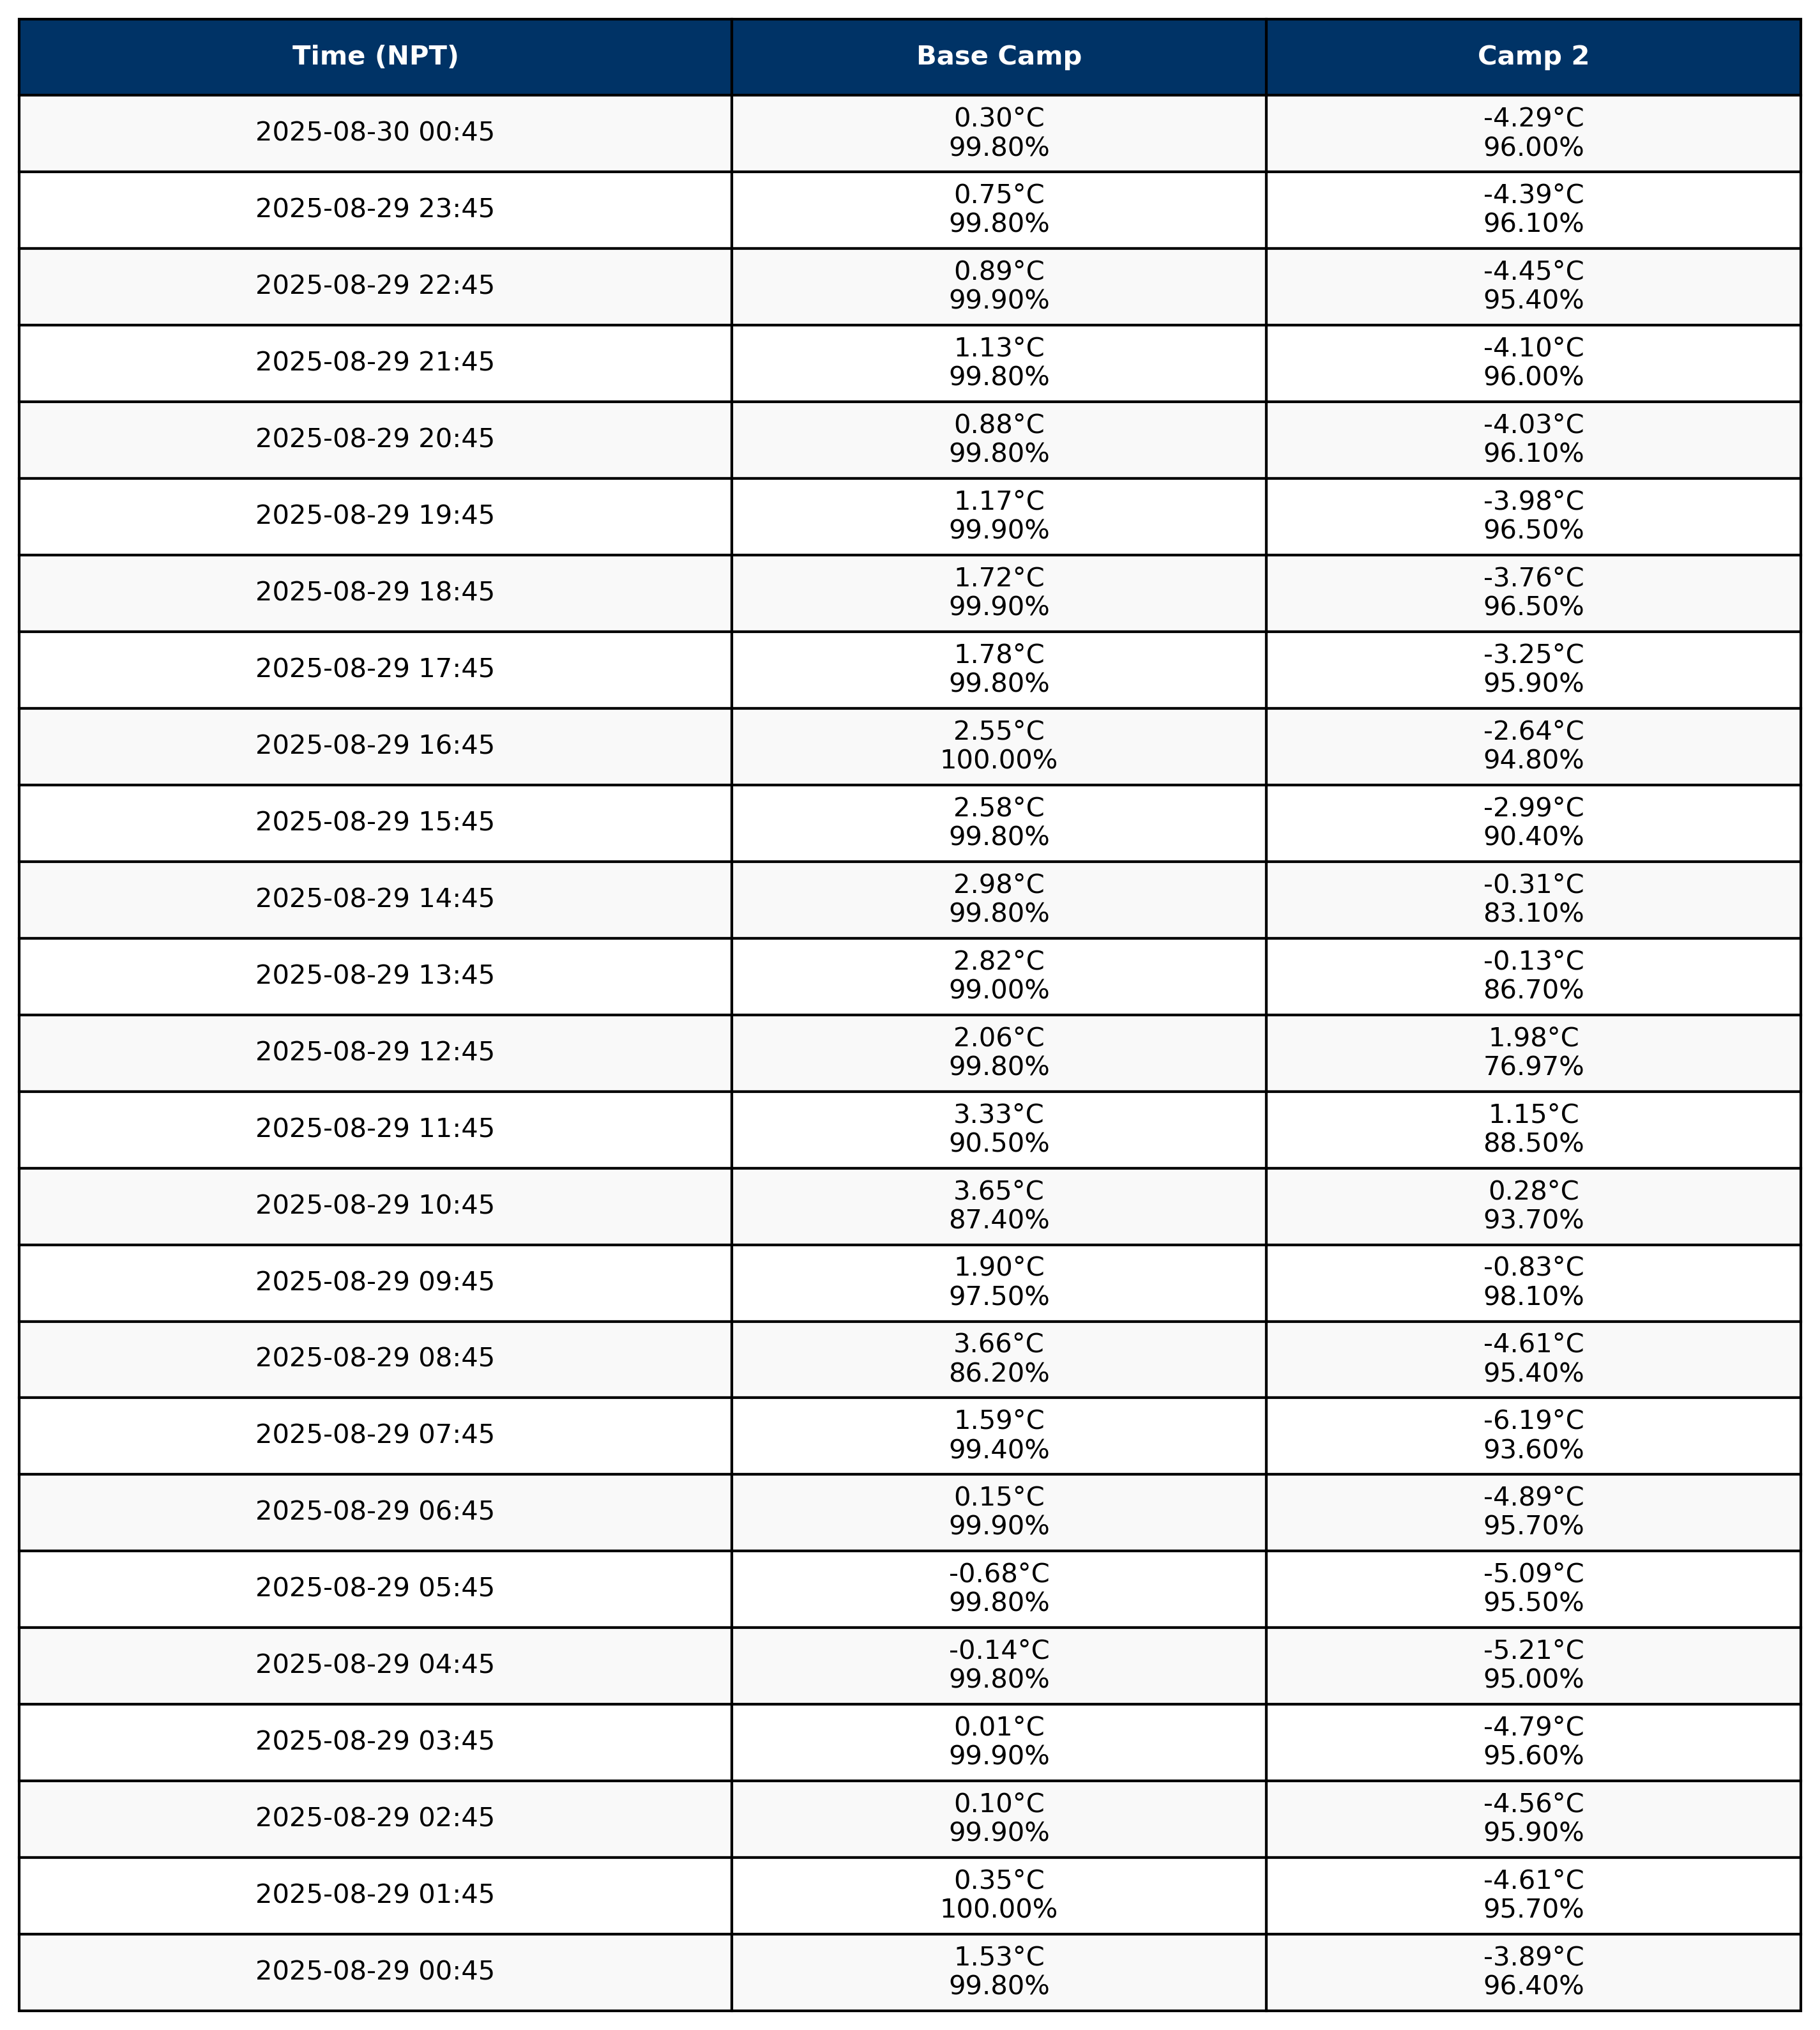 Time (NPT) Base Camp Camp 2
2025-08-30 00:45
0.30°C -4.29°C
99.80% 96.00%
2025-08-29 23:45
0.75°C -4.39°C
99.80% 96.10%
2025-08-29 22:45
0.89°C -4.45°C
99.90% 95.40%
2025-08-29 21:45
1.13°C -4.10°C
99.80% 96.00%
2025-08-29 20:45
0.88°C -4.03°C
99.80% 96.10%
2025-08-29 19:45
1.17°C -3.98°C
99.90% 96.50%
2025-08-29 18:45
1.72°C -3.76°C
99.90% 96.50%
2025-08-29 17:45
1.78°C -3.25°C
99.80% 95.90%
2025-08-29 16:45
2.55°C -2.64°C
100.00% 94.80%
2025-08-29 15:45
2.58°C -2.99°C
99.80% 90.40%
2025-08-29 14:45
2.98°C -0.31°C
99.80% 83.10%
2025-08-29 13:45
2.82°C -0.13°C
99.00% 86.70%
2025-08-29 12:45
2.06°C 1.98°C
99.80% 76.97%
2025-08-29 11:45
3.33°C 1.15°C
90.50% 88.50%
2025-08-29 10:45
3.65°C 0.28°C
87.40% 93.70%
2025-08-29 09:45
1.90°C -0.83°C
97.50% 98.10%
2025-08-29 08:45
3.66°C -4.61°C
86.20% 95.40%
2025-08-29 07:45
1.59°C -6.19°C
99.40% 93.60%
2025-08-29 06:45
0.15°C -4.89°C
99.90% 95.70%
2025-08-29 05:45
-0.68°C -5.09°C
99.80% 95.50%
2025-08-29 04:45
-0.14°C -5.21°C
99.80% 95.00%
2025-08-29 03:45
0.01°C -4.79°C
99.90% 95.60%
2025-08-29 02:45
0.10°C -4.56°C
99.90% 95.90%
2025-08-29 01:45
0.35°C -4.61°C
100.00% 95.70%
2025-08-29 00:45
1.53°C -3.89°C
99.80% 96.40%